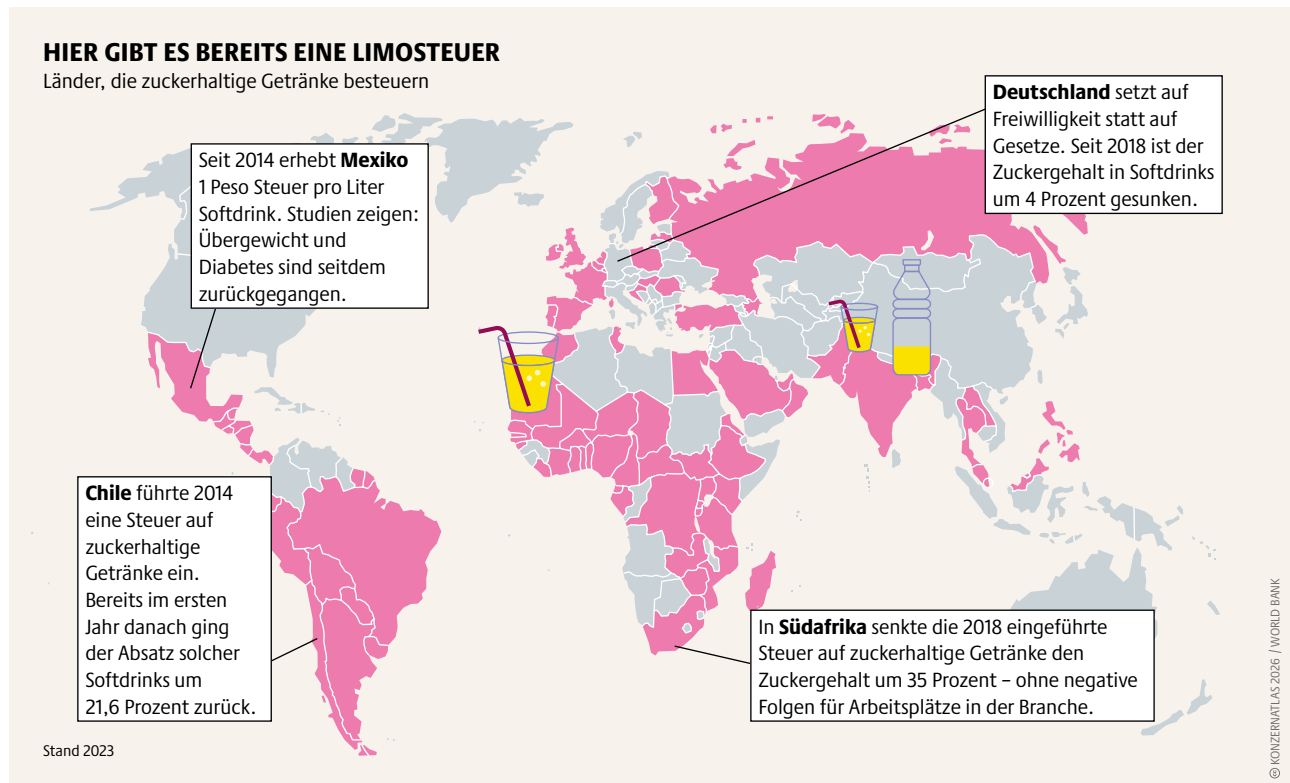 HIER GIBT ES BEREITS EINE LIMOSTEUER
Länder, die zuckerhaltige Getränke besteuern
Deutschland setzt auf
Freiwilligkeit statt auf
Gesetze. Seit 2018 ist der
Zuckergehalt in Softdrinks
um 4 Prozent gesunken.
Seit 2014 erhebt Mexiko
1 Peso Steuer pro Liter
Softdrink. Studien zeigen:
Übergewicht und
Diabetes sind seitdem
zurückgegangen.
Chile führte 2014
eine Steuer auf
zuckerhaltige
Getränke ein.
Bereits im ersten
Jahr danach ging
der Absatz solcher
Softdrinks um
21,6 Prozent zurück.
In Südafrika senkte die 2018 eingeführte
Steuer auf zuckerhaltige Getränke den
Zuckergehalt um 35 Prozent – ohne negative
Folgen für Arbeitsplätze in der Branche.
Stand 2023
KONZERNATLAS 2026 / WORLD BANK